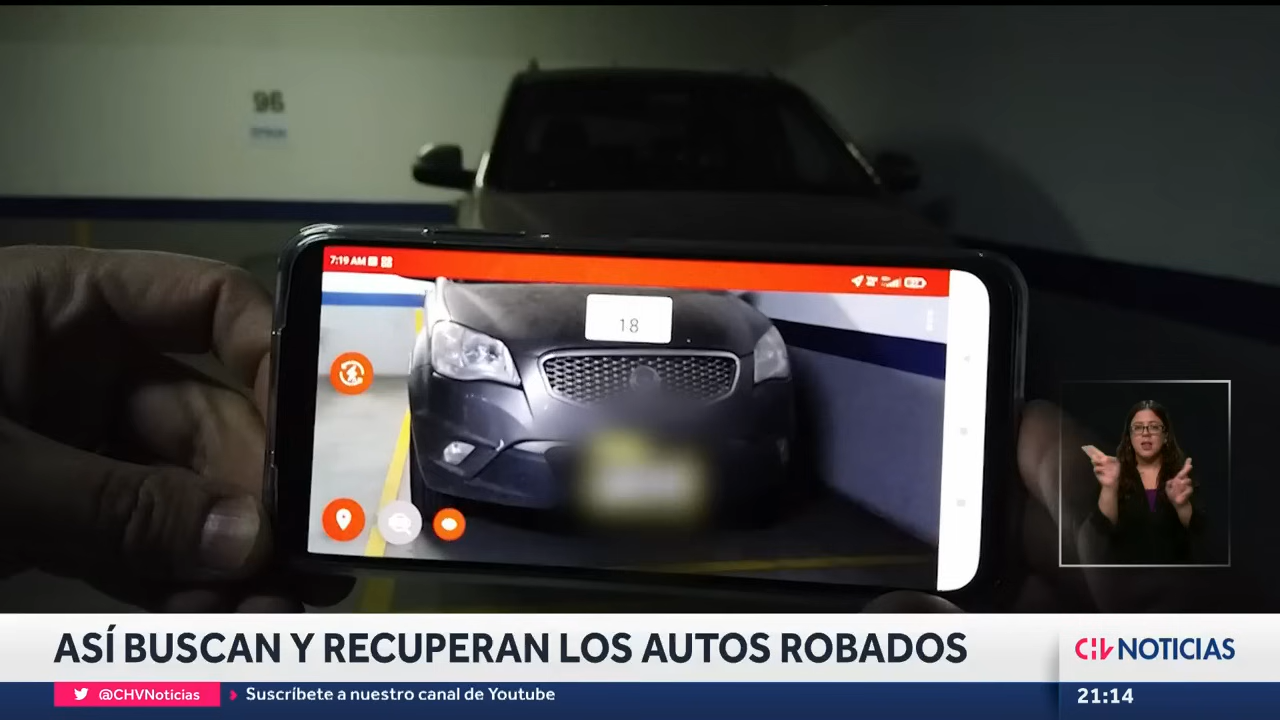 96
7:19 AM
18
ASÍ BUSCAN Y RECUPERAN LOS AUTOS ROBADOS
CHV NOTICIAS
@CHVNoticias
Suscríbete a nuestro canal de Youtube
21:14